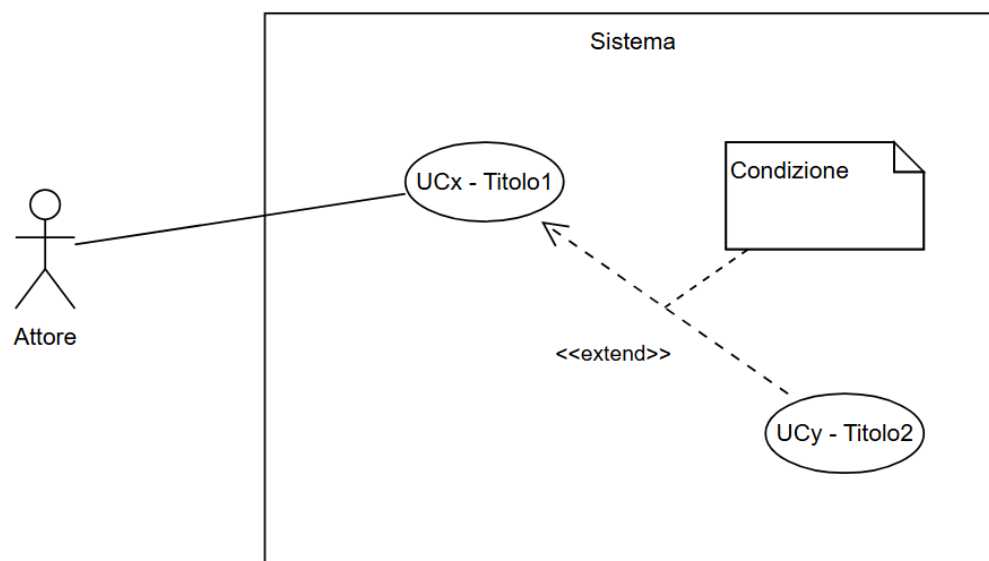 Sistema
UCx - Titolo1
Condizione
Attore
<<extend>>
UCy - Titolo2